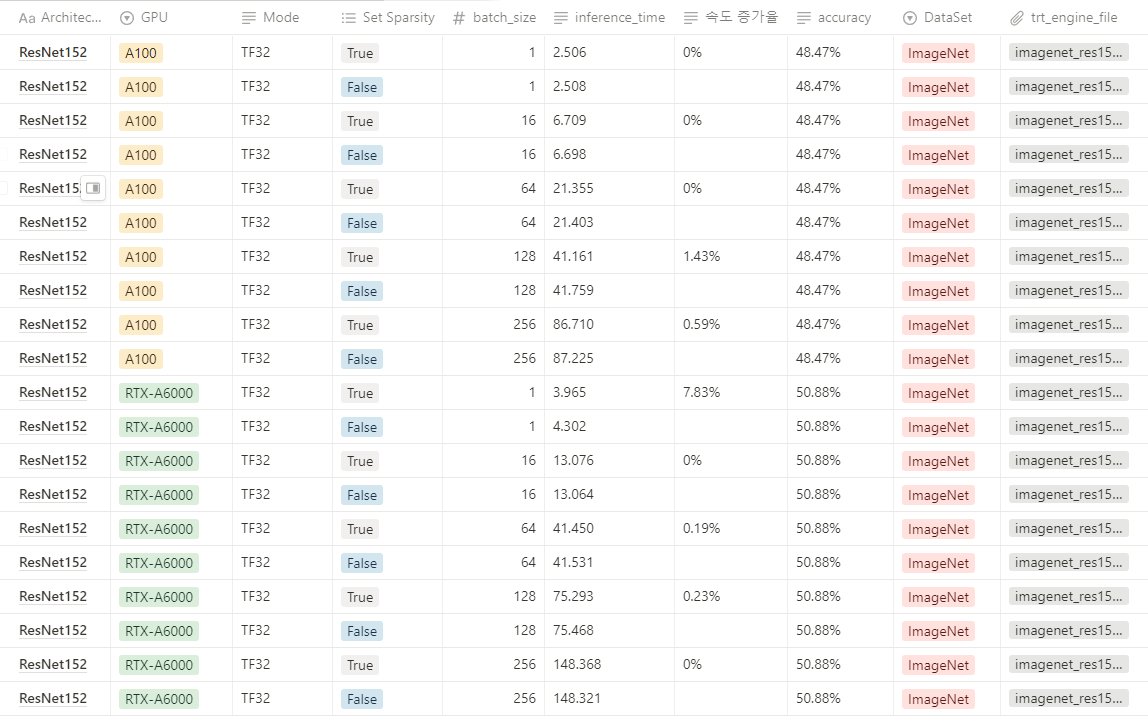 Aa Architec... GPU Mode Set Sparsity # batch_size inference_time 속도 증가율 accuracy DataSet trt_engine_file
ResNet152 A100 TF32 True 1 2.506 0% 48.47% ImageNet imagenet_res15...
ResNet152 A100 TF32 False 1 2.508 48.47% ImageNet imagenet_res15...
ResNet152 A100 TF32 True 16 6.709 0% 48.47% ImageNet imagenet_res15...
ResNet152 A100 TF32 False 16 6.698 48.47% ImageNet imagenet_res15...
ResNet15 A100 TF32 True 64 21.355 0% 48.47% ImageNet imagenet_res15...
ResNet152 A100 TF32 False 64 21.403 48.47% ImageNet imagenet_res15...
ResNet152 A100 TF32 True 128 41.161 1.43% 48.47% ImageNet imagenet_res15...
ResNet152 A100 TF32 False 128 41.759 48.47% ImageNet imagenet_res15...
ResNet152 A100 TF32 True 256 86.710 0.59% 48.47% ImageNet imagenet_res15...
ResNet152 A100 TF32 False 256 87.225 48.47% ImageNet imagenet_res15...
ResNet152 RTX-A6000 TF32 True 1 3.965 7.83% 50.88% ImageNet imagenet_res15...
ResNet152 RTX-A6000 TF32 False 1 4.302 50.88% ImageNet imagenet_res15...
ResNet152 RTX-A6000 TF32 True 16 13.076 0% 50.88% ImageNet imagenet_res15...
ResNet152 RTX-A6000 TF32 False 16 13.064 50.88% ImageNet imagenet_res15...
ResNet152 RTX-A6000 TF32 True 64 41.450 0.19% 50.88% ImageNet imagenet_res15...
ResNet152 RTX-A6000 TF32 False 64 41.531 50.88% ImageNet imagenet_res15...
ResNet152 RTX-A6000 TF32 True 128 75.293 0.23% 50.88% ImageNet imagenet_res15...
ResNet152 RTX-A6000 TF32 False 128 75.468 50.88% ImageNet imagenet_res15...
ResNet152 RTX-A6000 TF32 True 256 148.368 0% 50.88% ImageNet imagenet_res15...
ResNet152 RTX-A6000 TF32 False 256 148.321 50.88% ImageNet imagenet_res15...